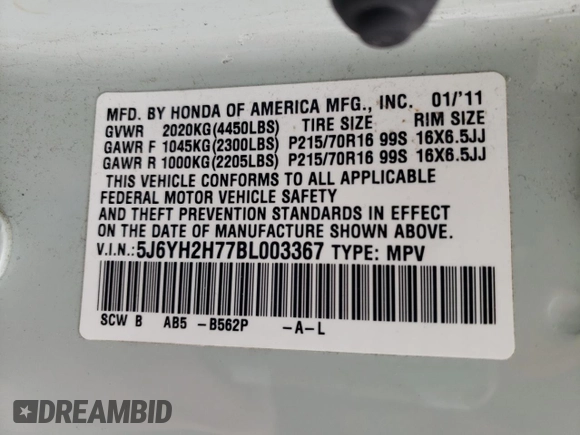 MFD. BY HONDA OF AMERICA MFG., INC. 01/'11
GVWR 2020KG(4450LBS) TIRE SIZE RIM SIZE
GAWR F 1045KG(2300LBS) P215/70R16 99S 16X6.5JJ
GAWR R 1000KG(2205LBS) P215/70R16 99S 16X6.5JJ
THIS VEHICLE CONFORMS TO ALL APPLICABLE
FEDERAL MOTOR VEHICLE SAFETY
AND THEFT PREVENTION STANDARDS IN EFFECT
ON THE DATE OF MANUFACTURE SHOWN ABOVE.
V.I.N.:5J6YH2H77BL003367 TYPE: MPV
SCW B AB5 -B562P -A-L
DREAMBID